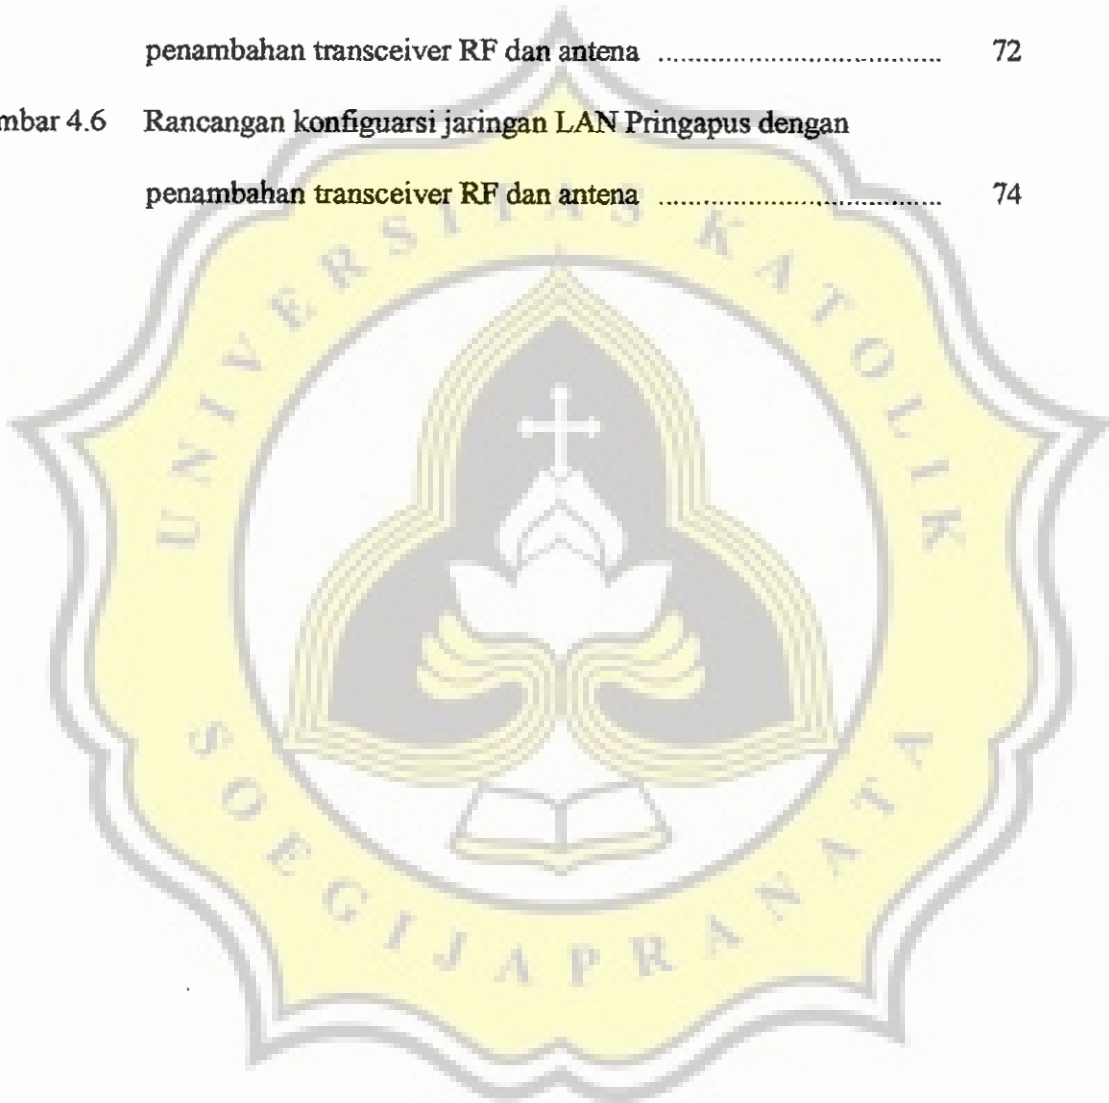 penambahan transceiver RF dan antena ........................................ 72
mbar 4.6 Rancangan konfiguarsi jaringan LAN Pringapus dengan
penambahan transceiver RF dan antena ........................................ 74
UNIVERSITAS KATOLIK
SOEGIJAPRANATA